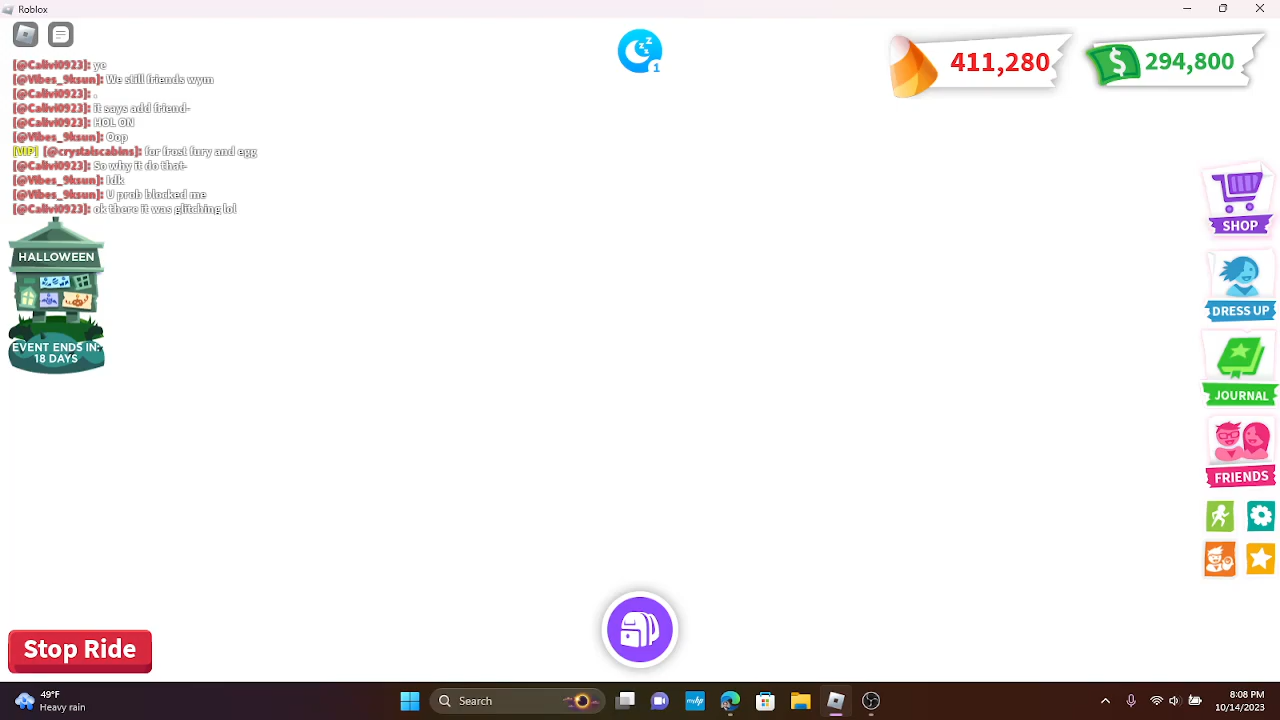 Roblox
[@Calivi0923]: ye
[@Vibes_9ksun]: We still friends wym
[@Calivi0923]: .
[@Calivi0923]: it says add friend-
[@Calivi0923]: HOL ON
[@Vibes_9ksun]: Oop
[VIP] [@crystalscabins]: for frost fury and egg
[@Calivi0923]: So why it do that-
[@Vibes_9ksun]: Idk
[@Vibes_9ksun]: U prob blocked me
[@Calivi0923]: ok there it was glitching lol
HALLOWEEN
EVENT ENDS IN:
18 DAYS
z z z
1
411,280
$ 294,800
SHOP
DRESS UP
JOURNAL
FRIENDS
Stop Ride
49°F
Heavy rain
Search
mhp
8:08 PM
10/14/2023